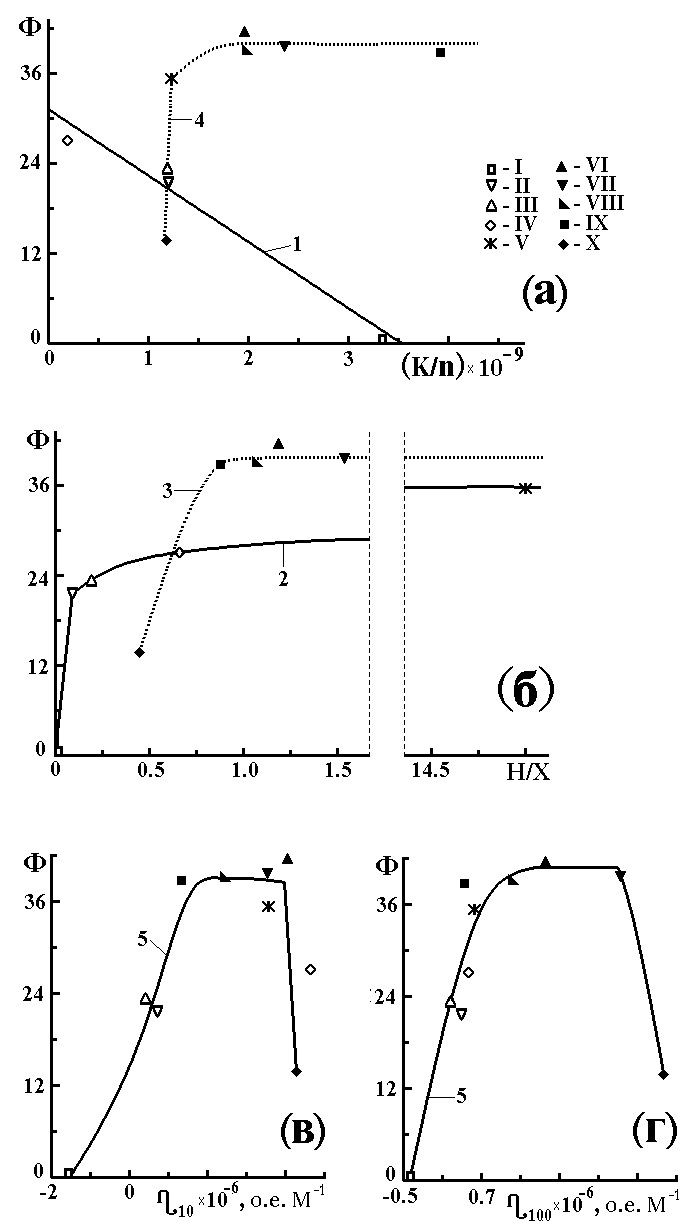 Φ
36
24
12
0
4
1
0 1 2 3 (K/n)×10⁻⁹
- I
- II
- III
- IV
- V
- VI
- VII
- VIII
- IX
- X
(а)
Φ
36
24
12
0
3
2
0 0.5 1.0 1.5 14.5 H/X
(б)
Φ
36
24
12
0
5
-2 0 η₁₀×10⁻⁶, о.е. М⁻¹
(в)
Φ
36
24
12
0
5
-0.5 0.7 η₁₀₀×10⁻⁶, о.е. М⁻¹
(г)